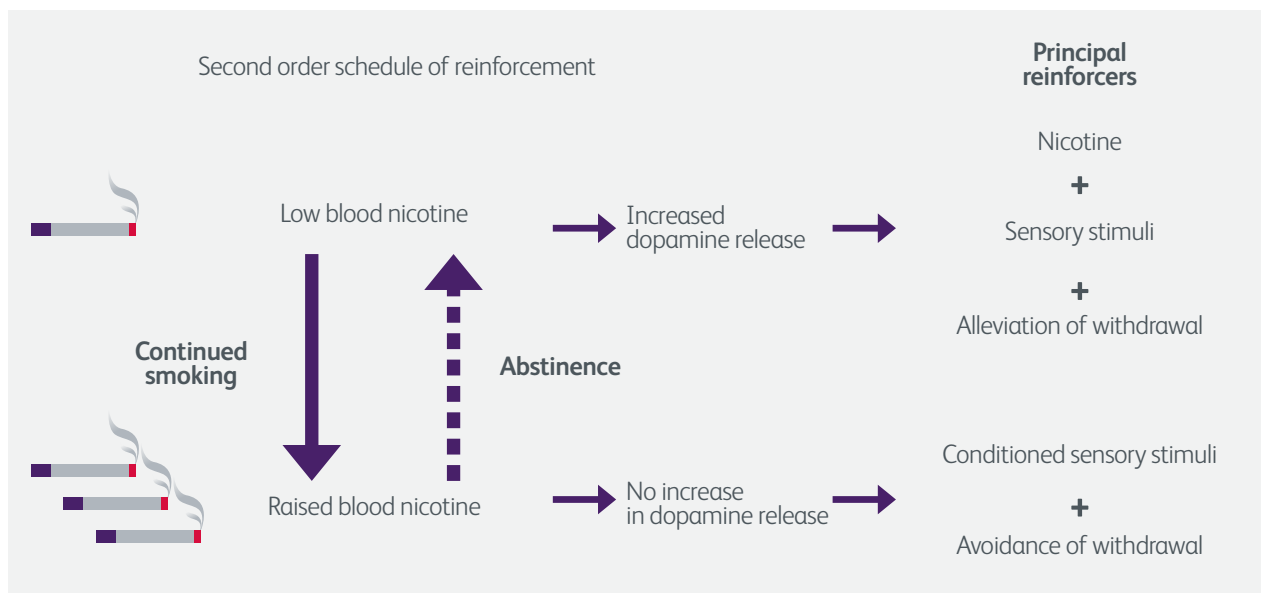 Second order schedule of reinforcement
Principal
reinforcers
Nicotine
+
Low blood nicotine
Increased
dopamine release
Sensory stimuli
+
Alleviation of withdrawal
Continued
smoking
Abstinence
Conditioned sensory stimuli
Raised blood nicotine
No increase
in dopamine release
+
Avoidance of withdrawal